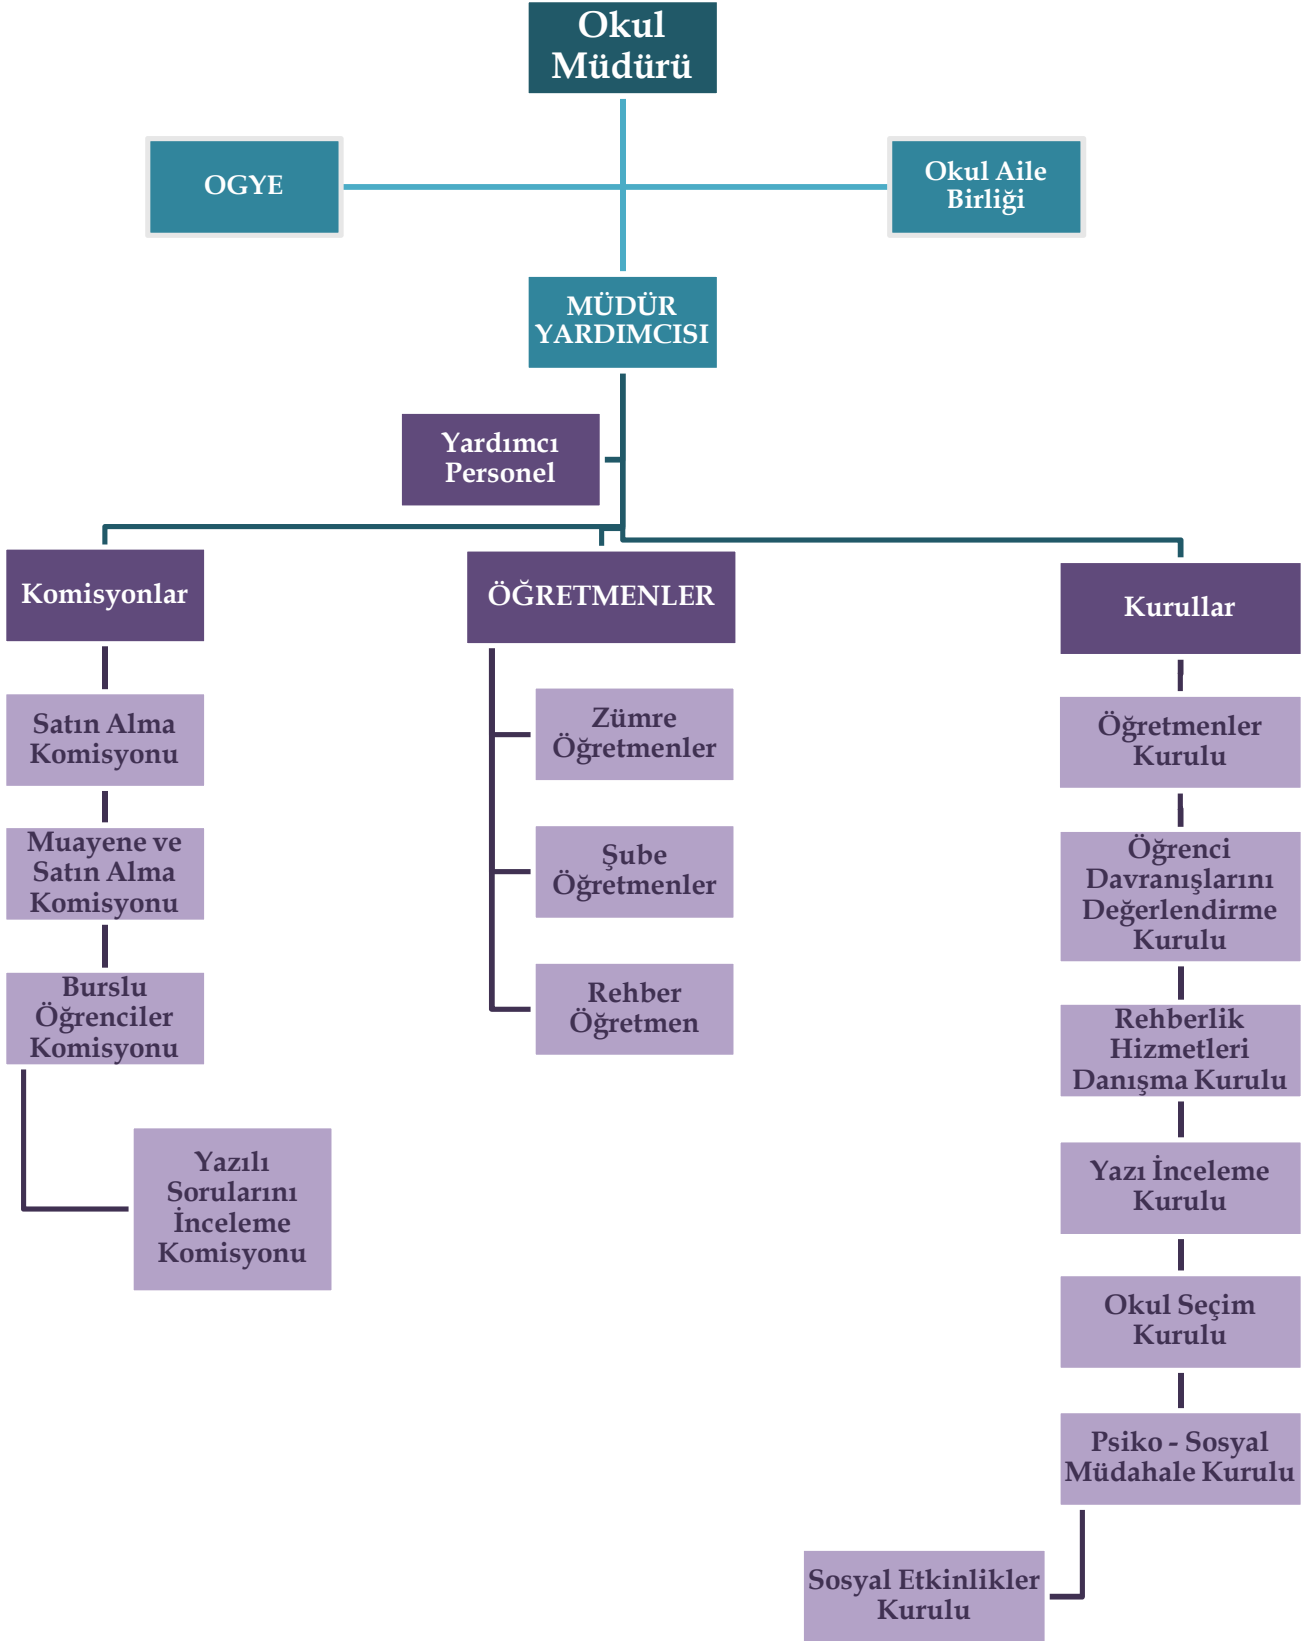 Okul
Müdürü
OGYE
Okul Aile
Birliği
MÜDÜR
YARDIMCISI
Yardımcı
Personel
Komisyonlar
Satın Alma
Komisyonu
Muayene ve
Satın Alma
Komisyonu
Burslu
Öğrenciler
Komisyonu
Yazılı
Sorularını
İnceleme
Komisyonu
ÖĞRETMENLER
Zümre
Öğretmenler
Şube
Öğretmenler
Rehber
Öğretmen
Kurullar
Öğretmenler
Kurulu
Öğrenci
Davranışlarını
Değerlendirme
Kurulu
Rehberlik
Hizmetleri
Danışma Kurulu
Yazı İnceleme
Kurulu
Okul Seçim
Kurulu
Psiko - Sosyal
Müdahale Kurulu
Sosyal Etkinlikler
Kurulu